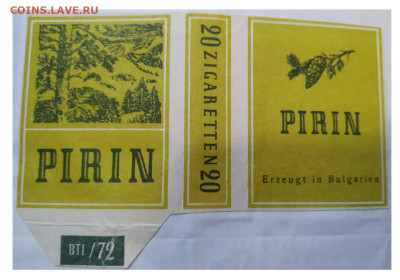 COINS.LAVE.RU
PIRIN
20 ZIGARETTEN 20
PIRIN
Erzeugt in Bulgarien
BTI /72